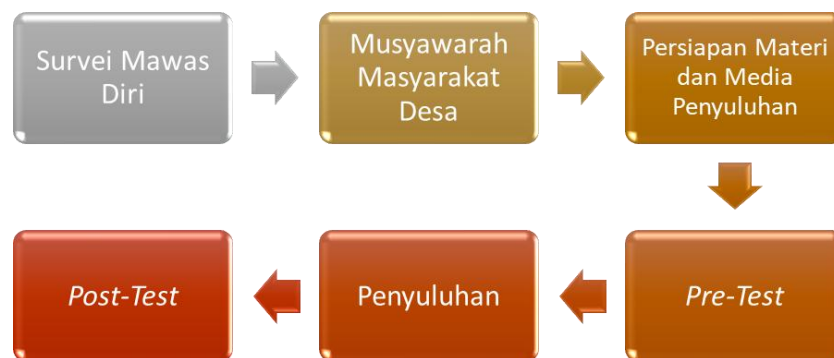 Survei Mawas
Diri
Musyawarah
Masyarakat
Desa
Persiapan Materi
dan Media
Penyuluhan
Pre-Test
Penyuluhan
Post-Test